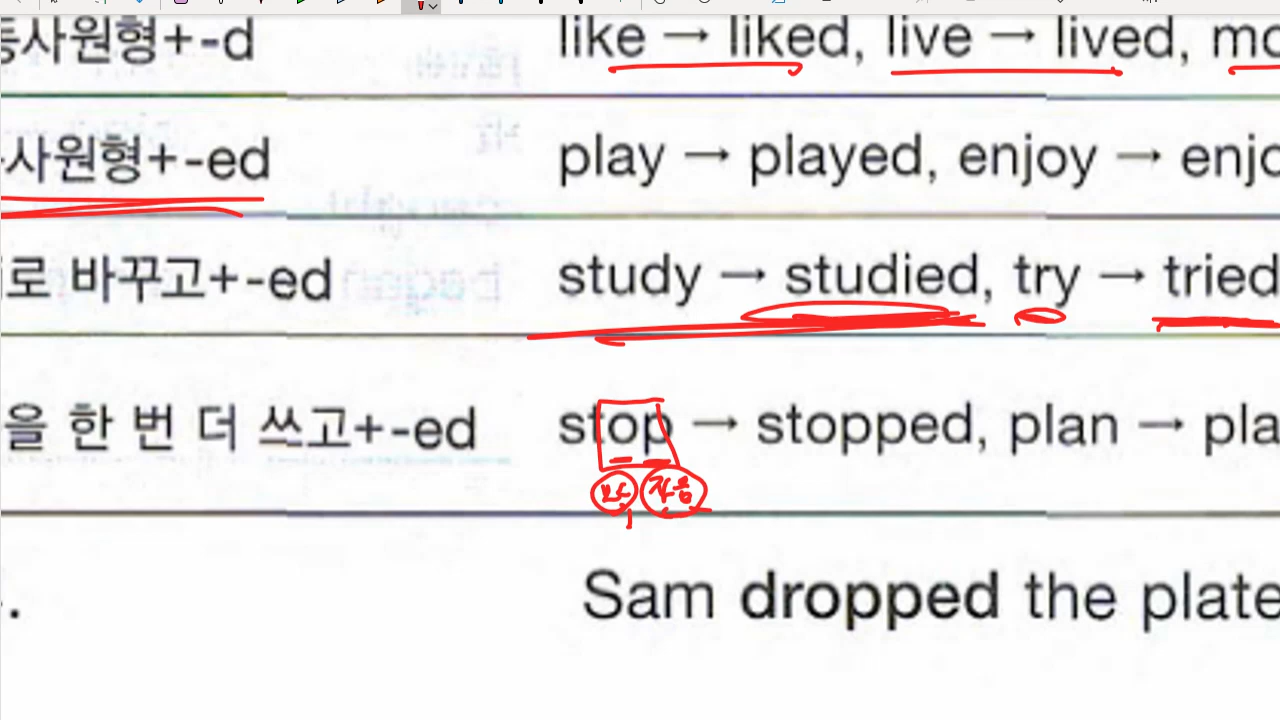 동사원형+-d like → liked, live → lived, mo
사원형+-ed play → played, enjoy → enjo
로 바꾸고+-ed study → studied, try → tried
을 한 번 더 쓰고+-ed stop → stopped, plan → pla
자음
. Sam dropped the plate